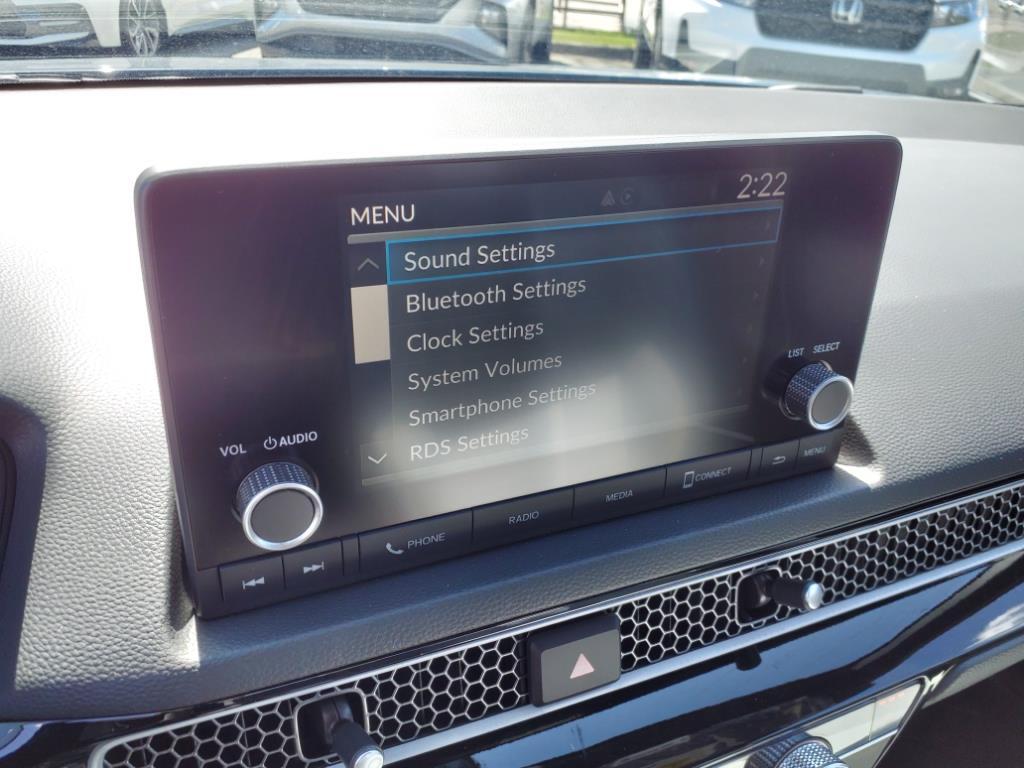 2:22
MENU
Sound Settings
Bluetooth Settings
Clock Settings
System Volumes
Smartphone Settings
RDS Settings
LIST SELECT
VOL AUDIO
PHONE
RADIO
MEDIA
CONNECT
MENU